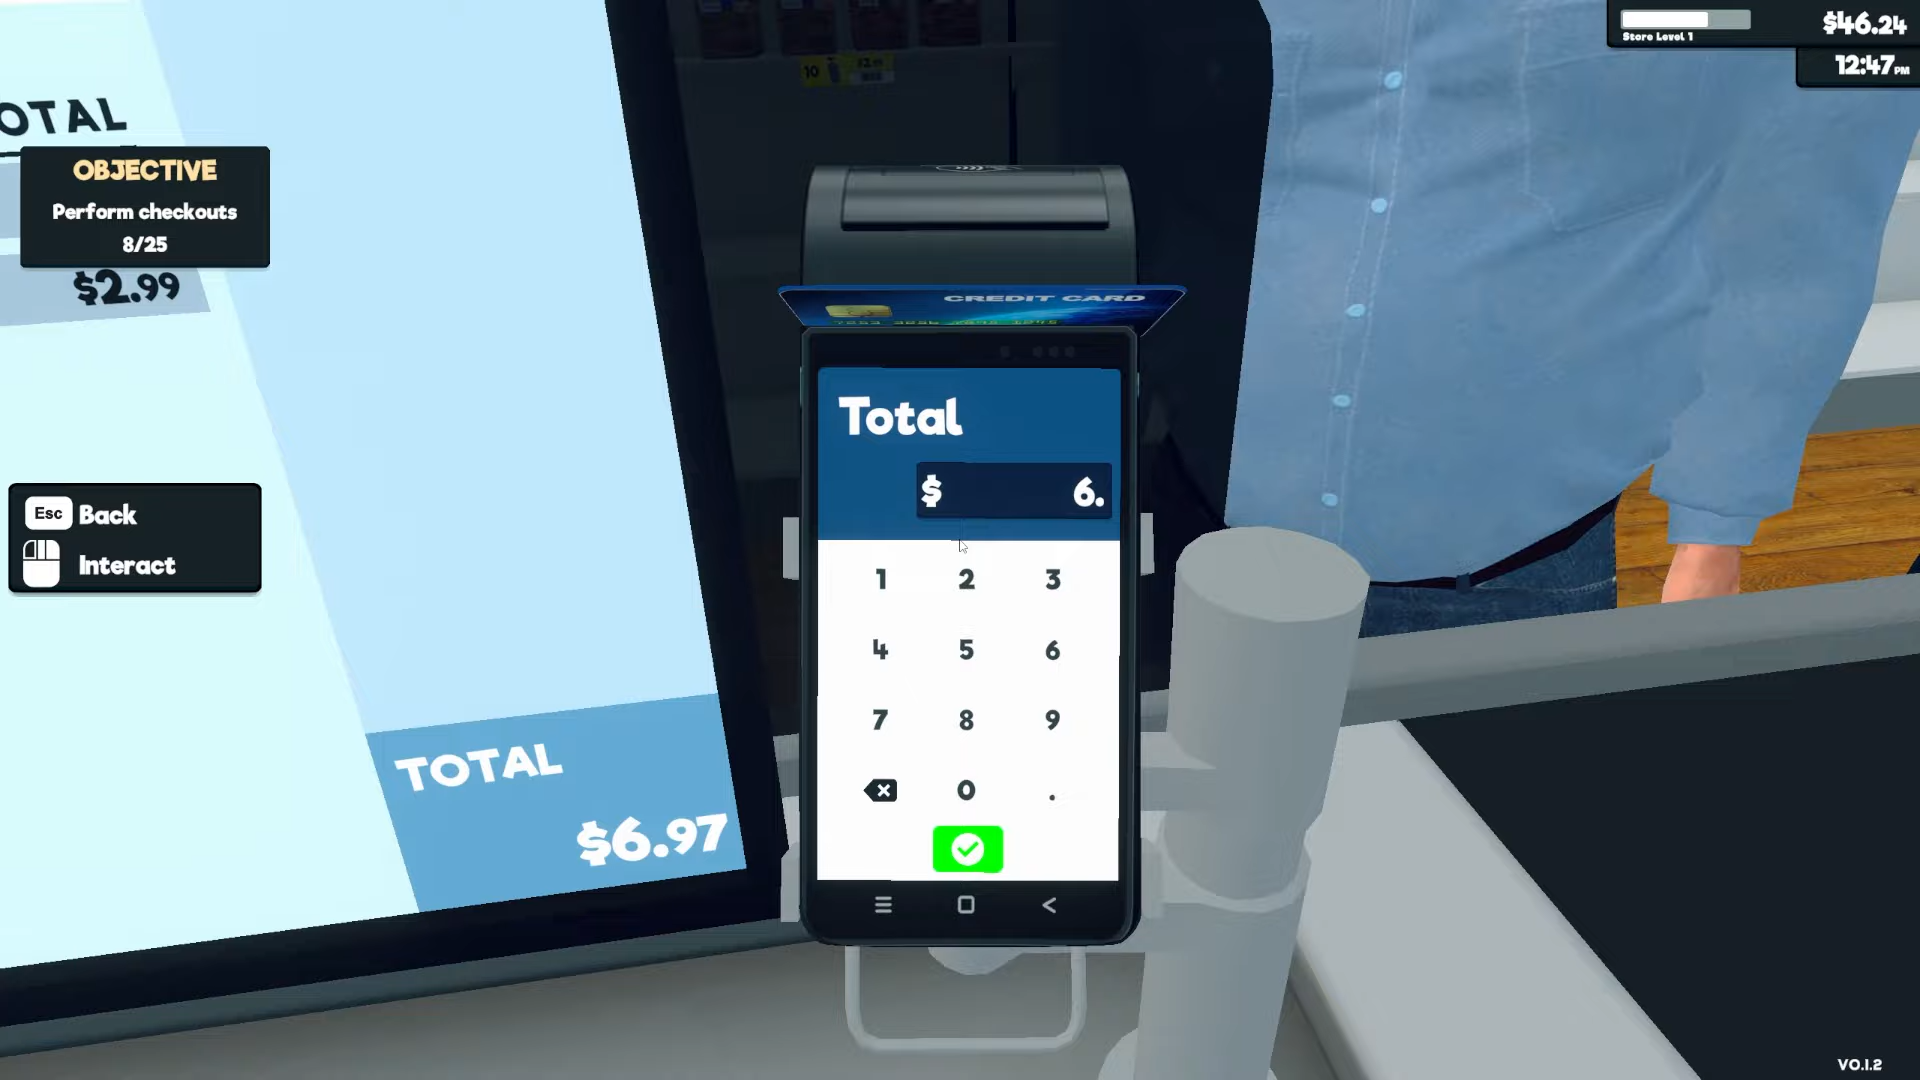 $46.24
Store Level 1
12:47PM
OTAL
OBJECTIVE
Perform checkouts
8/25
$2.99
10
CREDIT CARD
Total
$ 6.
Esc Back
Interact
1 2 3
4 5 6
7 8 9
0 .
TOTAL
$6.97
V0.1.2